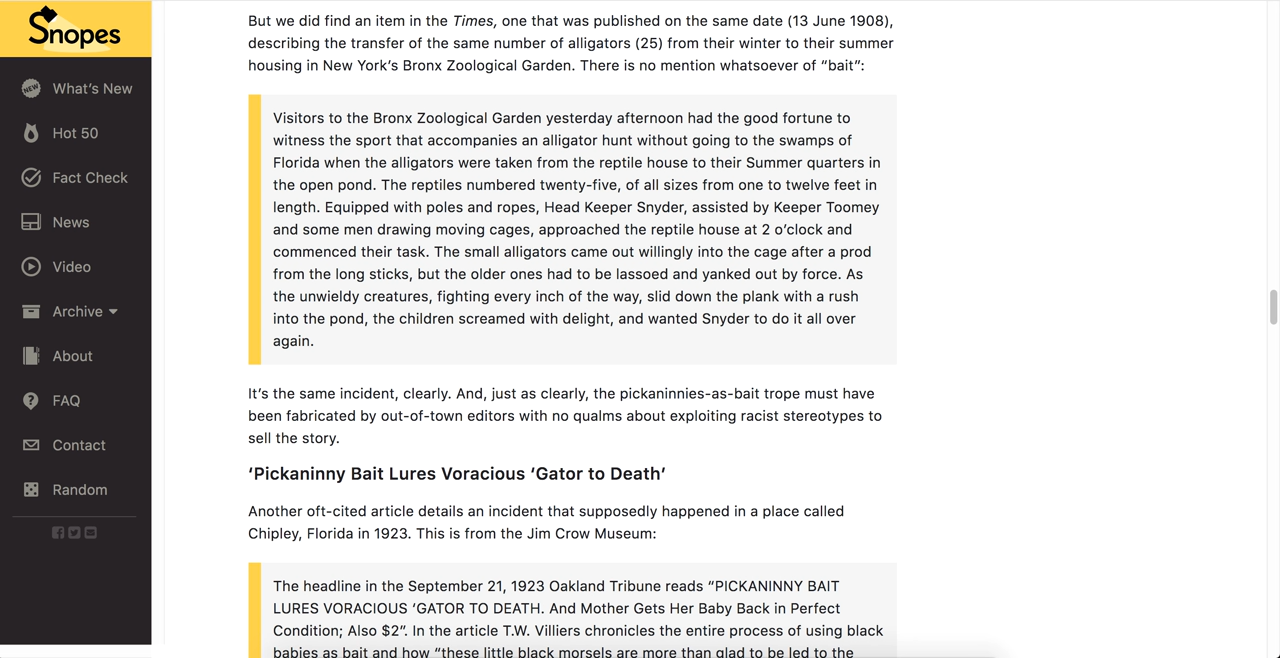 Snopes
NEW
What's New
Hot 50
Fact Check
News
Video
Archive
About
FAQ
Contact
Random
But we did find an item in the Times, one that was published on the same date (13 June 1908),
describing the transfer of the same number of alligators (25) from their winter to their summer
housing in New York's Bronx Zoological Garden. There is no mention whatsoever of “bait”:
Visitors to the Bronx Zoological Garden yesterday afternoon had the good fortune to
witness the sport that accompanies an alligator hunt without going to the swamps of
Florida when the alligators were taken from the reptile house to their Summer quarters in
the open pond. The reptiles numbered twenty-five, of all sizes from one to twelve feet in
length. Equipped with poles and ropes, Head Keeper Snyder, assisted by Keeper Toomey
and some men drawing moving cages, approached the reptile house at 2 o'clock and
commenced their task. The small alligators came out willingly into the cage after a prod
from the long sticks, but the older ones had to be lassoed and yanked out by force. As
the unwieldy creatures, fighting every inch of the way, slid down the plank with a rush
into the pond, the children screamed with delight, and wanted Snyder to do it all over
again.
It's the same incident, clearly. And, just as clearly, the pickaninnies-as-bait trope must have
been fabricated by out-of-town editors with no qualms about exploiting racist stereotypes to
sell the story.
‘Pickaninny Bait Lures Voracious ‘Gator to Death’
Another oft-cited article details an incident that supposedly happened in a place called
Chipley, Florida in 1923. This is from the Jim Crow Museum:
The headline in the September 21, 1923 Oakland Tribune reads “PICKANINNY BAIT
LURES VORACIOUS ‘GATOR TO DEATH. And Mother Gets Her Baby Back in Perfect
Condition; Also $2”. In the article T.W. Villiers chronicles the entire process of using black
babies as bait and how “these little black morsels are more than glad to be led to the